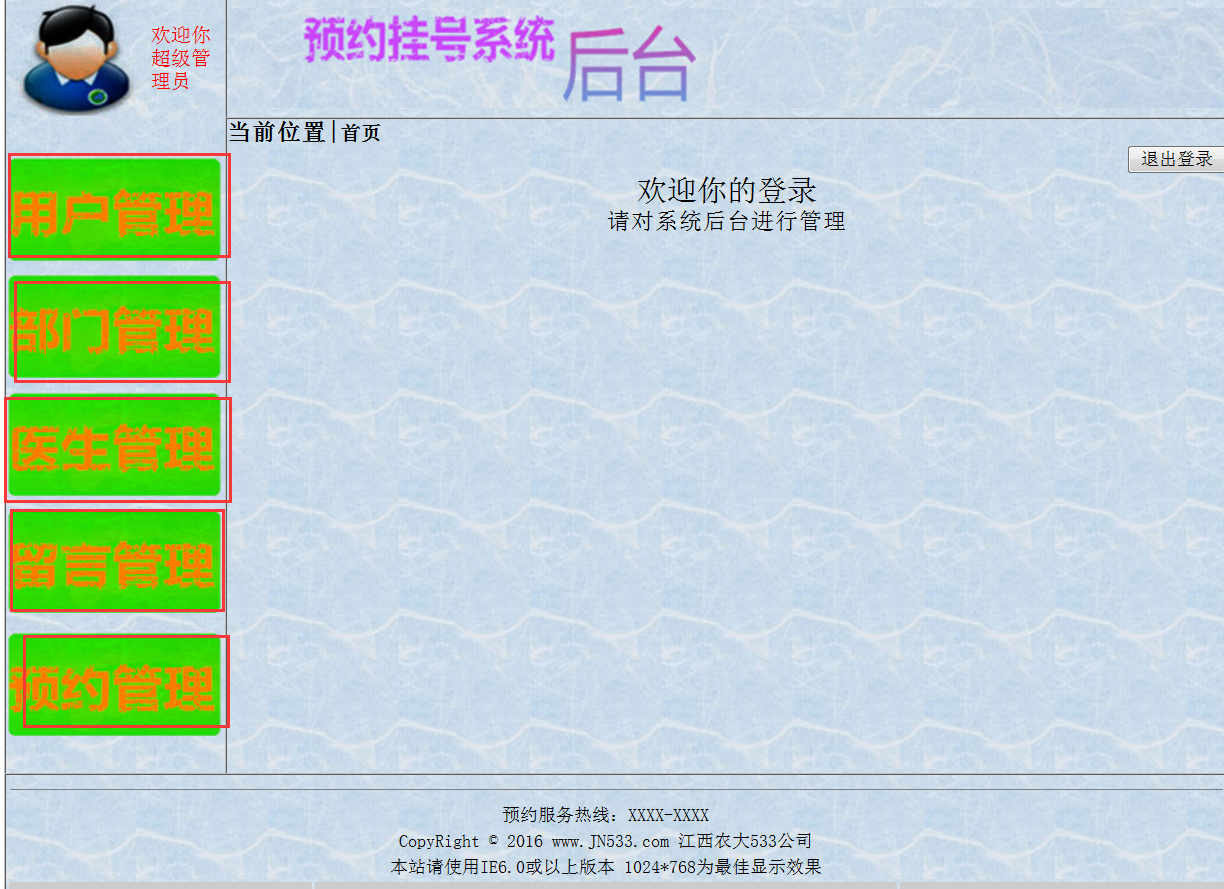 欢迎你
超级管
理员
预约挂号系统
后台
当前位置|首页
退出登录
欢迎你的登录
请对系统后台进行管理
用户管理
部门管理
医生管理
留言管理
预约管理
预约服务热线：XXXX-XXXX
CopyRight © 2016 www.JN533.com 江西农大533公司
本站请使用IE6.0或以上版本 1024*768为最佳显示效果